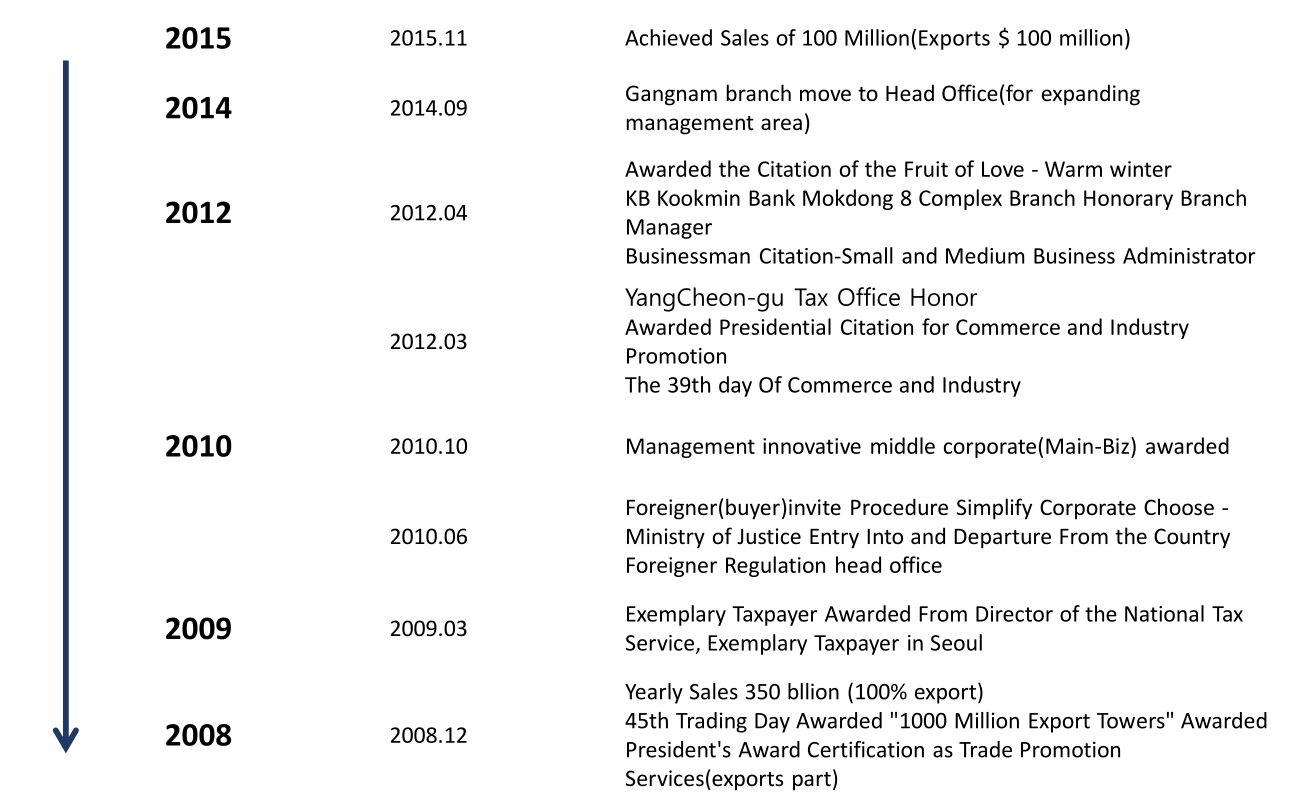 2015 2015.11 Achieved Sales of 100 Million(Exports $ 100 million)
2014 2014.09 Gangnam branch move to Head Office(for expanding
management area)
2012 2012.04 Awarded the Citation of the Fruit of Love - Warm winter
KB Kookmin Bank Mokdong 8 Complex Branch Honorary Branch
Manager
Businessman Citation-Small and Medium Business Administrator
2012.03 YangCheon-gu Tax Office Honor
Awarded Presidential Citation for Commerce and Industry
Promotion
The 39th day Of Commerce and Industry
2010 2010.10 Management innovative middle corporate(Main-Biz) awarded
2010.06 Foreigner(buyer)invite Procedure Simplify Corporate Choose -
Ministry of Justice Entry Into and Departure From the Country
Foreigner Regulation head office
2009 2009.03 Exemplary Taxpayer Awarded From Director of the National Tax
Service, Exemplary Taxpayer in Seoul
2008 2008.12 Yearly Sales 350 bllion (100% export)
45th Trading Day Awarded "1000 Million Export Towers" Awarded
President's Award Certification as Trade Promotion
Services(exports part)